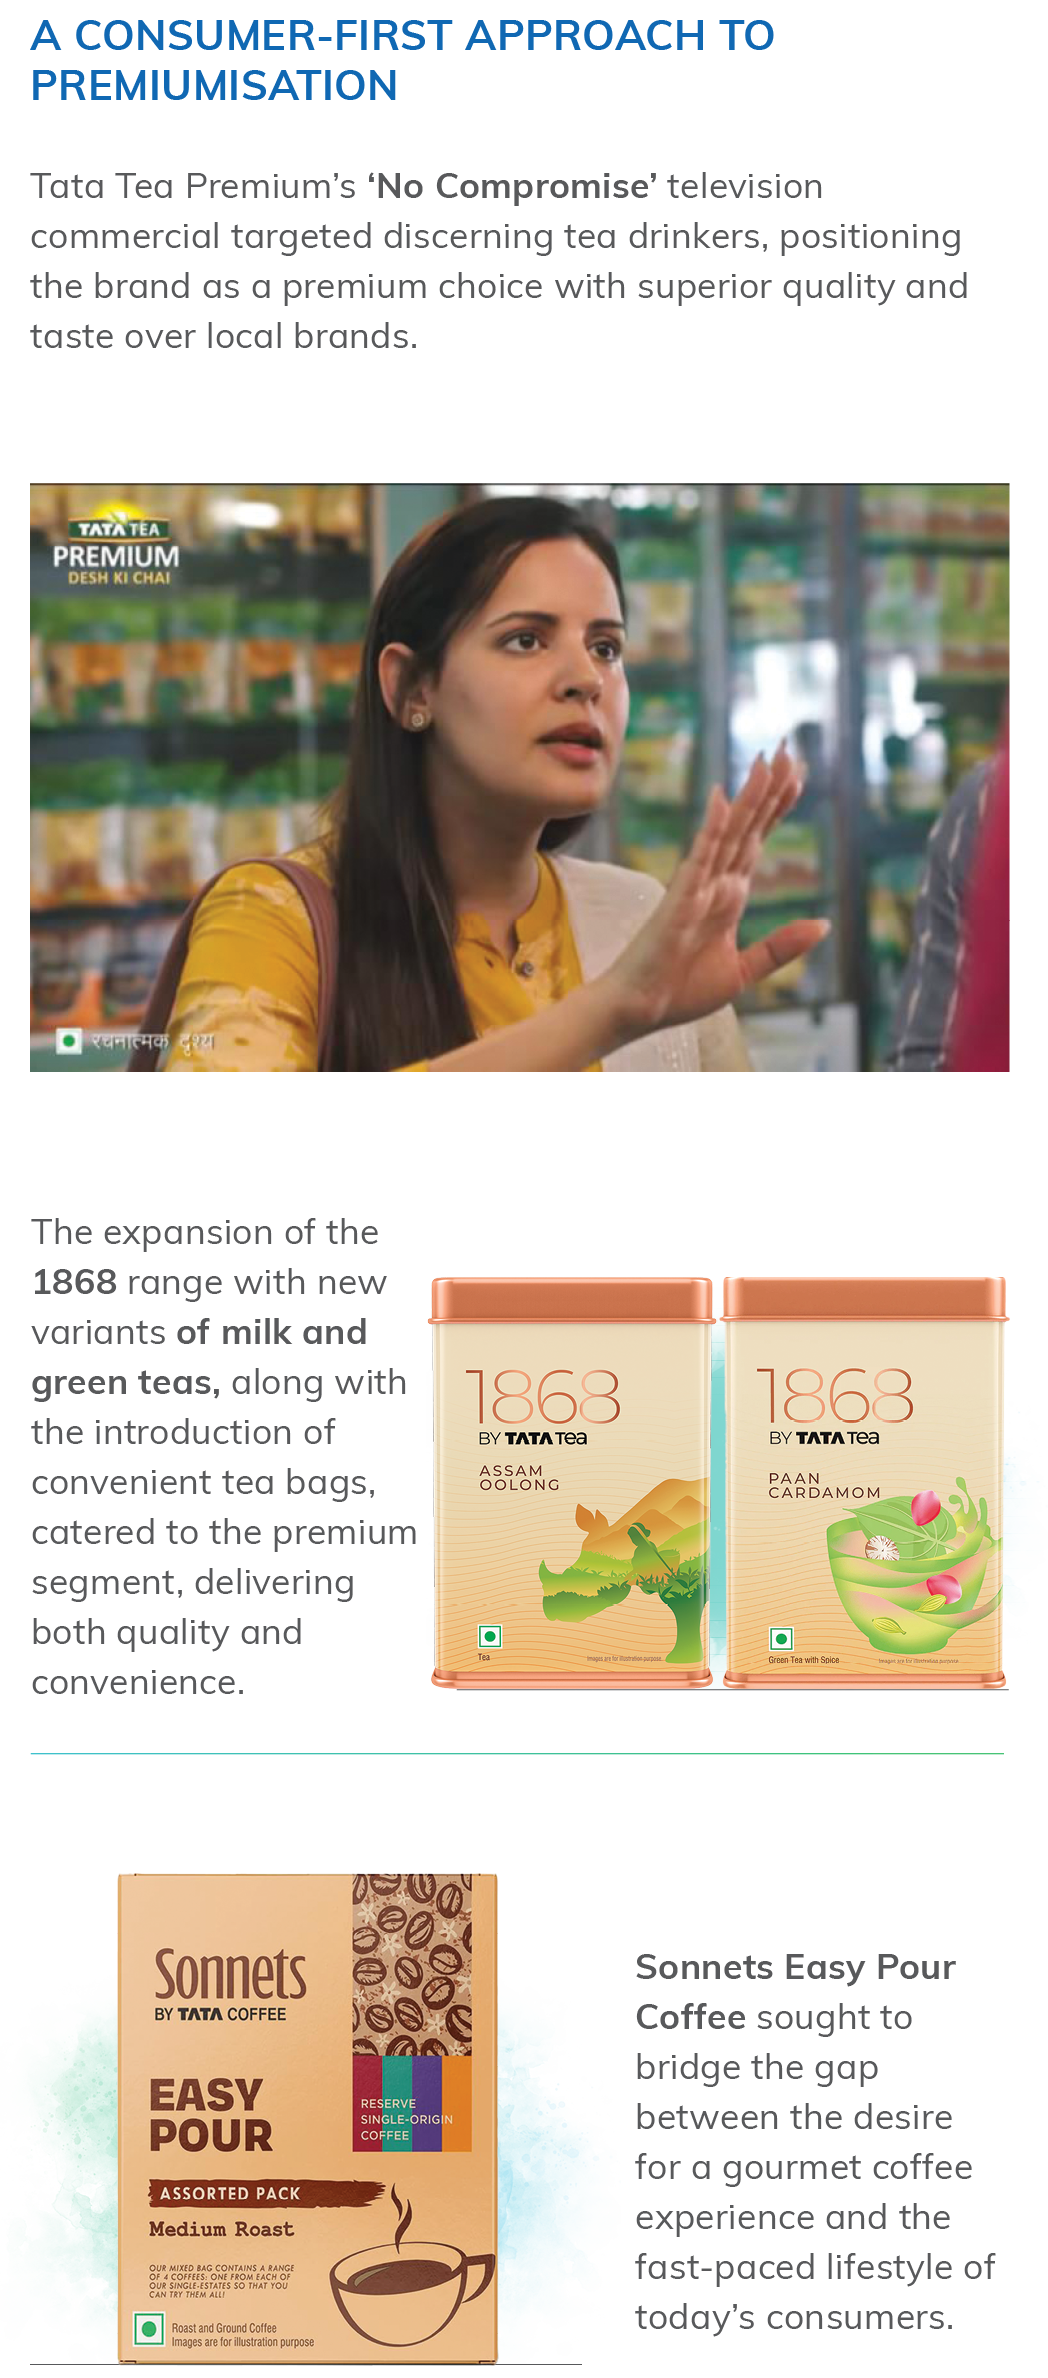 A CONSUMER-FIRST APPROACH TO
PREMIUMISATION
Tata Tea Premium’s ‘No Compromise’ television
commercial targeted discerning tea drinkers, positioning
the brand as a premium choice with superior quality and
taste over local brands.
TATA TEA
PREMIUM
DESH KI CHAI
रचनात्मक दृश्य
The expansion of the
1868 range with new
variants of milk and
green teas, along with
the introduction of
convenient tea bags,
catered to the premium
segment, delivering
both quality and
convenience.
1868
BY TATA Tea
ASSAM
OOLONG
Tea
Images are for illustration purpose
1868
BY TATA Tea
PAAN
CARDAMOM
Green Tea with Spice
Images are for illustration purpose
Sonnets
BY TATA COFFEE
EASY
POUR
RESERVE
SINGLE-ORIGIN
COFFEE
ASSORTED PACK
Medium Roast
OUR MIXED BAG CONTAINS A RANGE
OF 4 COFFEES: ONE FROM EACH OF
OUR SINGLE-ESTATES SO THAT YOU
CAN TRY THEM ALL!
Roast and Ground Coffee
Images are for illustration purpose
Sonnets Easy Pour
Coffee sought to
bridge the gap
between the desire
for a gourmet coffee
experience and the
fast-paced lifestyle of
today’s consumers.